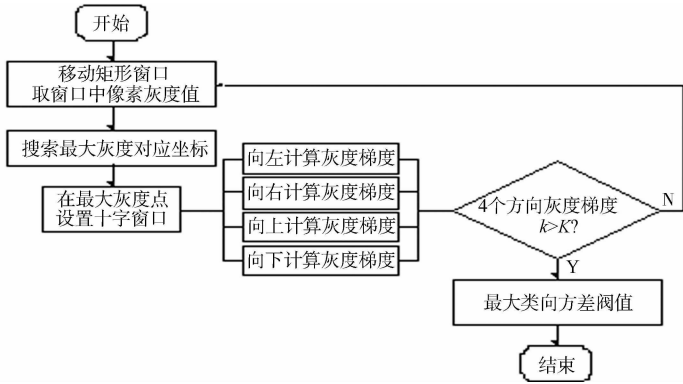 开始
移动矩形窗口
取窗口中像素灰度值
搜索最大灰度对应坐标
在最大灰度点
设置十字窗口
向左计算灰度梯度
向右计算灰度梯度
向上计算灰度梯度
向下计算灰度梯度
4个方向灰度梯度
k>K?
N
Y
最大类向方差阀值
结束